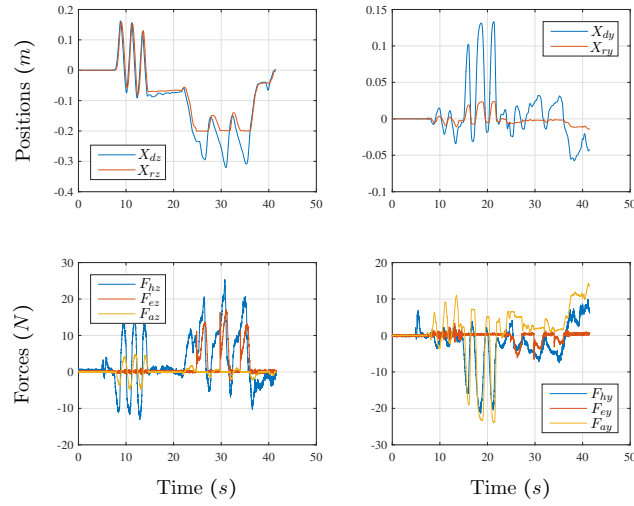 0.2
0.1
0
-0.1
-0.2
-0.3
-0.4
0 10 20 30 40 50
Positions (m)
X_dz
X_rz
0.15
0.1
0.05
0
-0.05
-0.1
0 10 20 30 40 50
X_dy
X_ry
30
20
10
0
-10
-20
0 10 20 30 40 50
Forces (N)
Time (s)
F_hz
F_ez
F_az
20
10
0
-10
-20
-30
0 10 20 30 40 50
Time (s)
F_hy
F_ey
F_ay